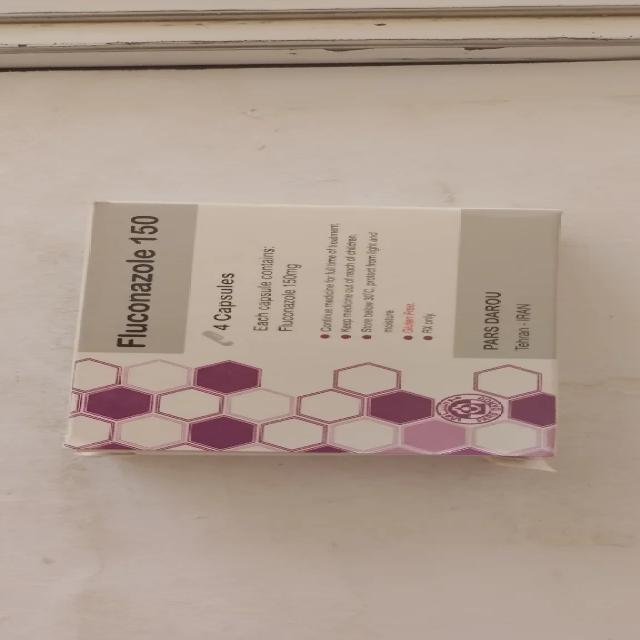 Fluconazole 150
4 Capsules
Each capsule contains:
Fluconazole 150mg
Continue medicine for full time of treatment.
Keep medicine out of reach of children.
Store below 30°C, protect from light and
moisture.
Gluten Free.
RX only.
PARS DAROU
Tehran - IRAN